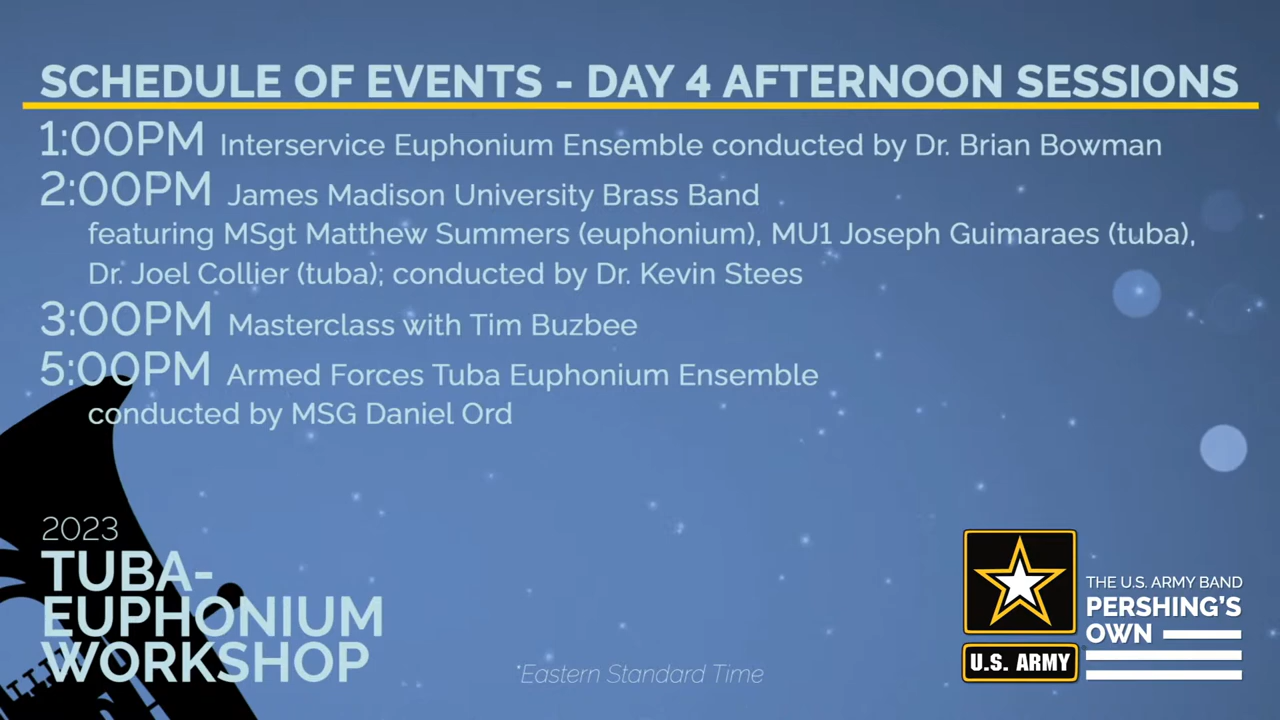 SCHEDULE OF EVENTS - DAY 4 AFTERNOON SESSIONS
1:00PM Interservice Euphonium Ensemble conducted by Dr. Brian Bowman
2:00PM James Madison University Brass Band
featuring MSgt Matthew Summers (euphonium), MU1 Joseph Guimaraes (tuba),
Dr. Joel Collier (tuba); conducted by Dr. Kevin Stees
3:00PM Masterclass with Tim Buzbee
5:00PM Armed Forces Tuba Euphonium Ensemble
conducted by MSG Daniel Ord
2023
TUBA-
EUPHONIUM
WORKSHOP
*Eastern Standard Time
U.S. ARMY
THE U.S. ARMY BAND
PERSHING'S
OWN